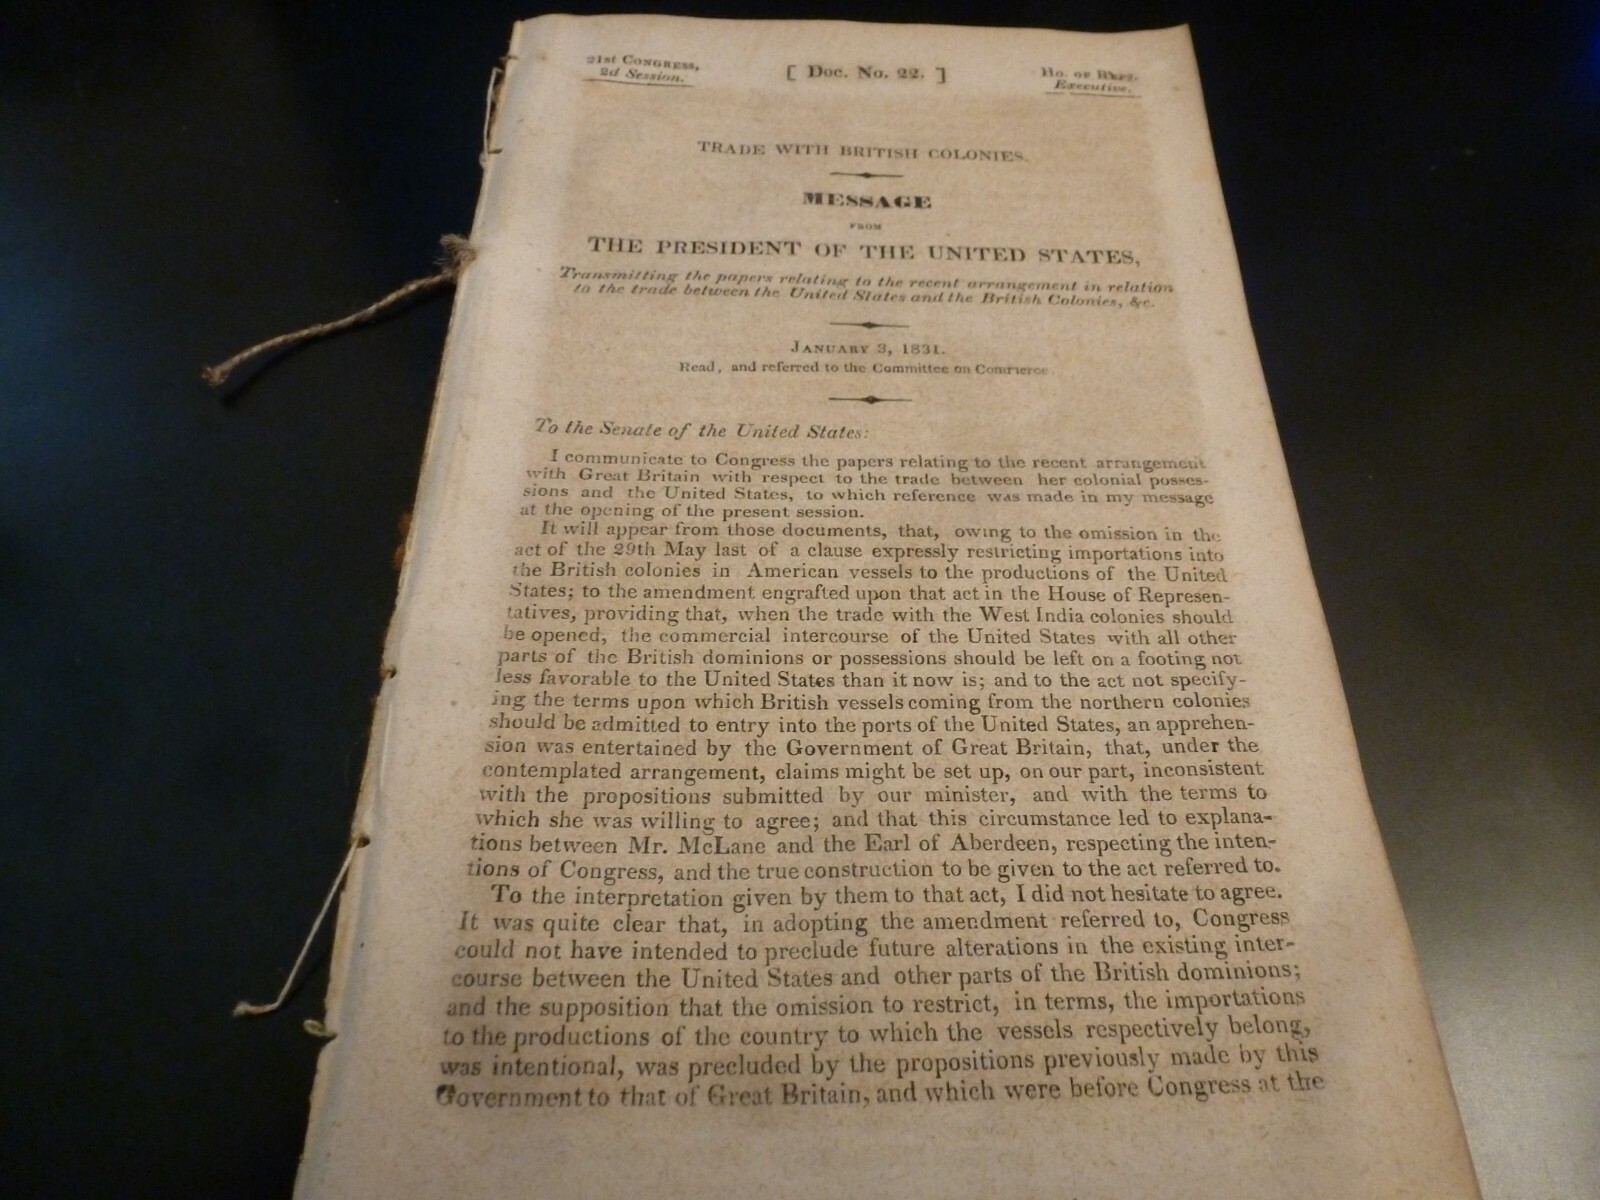 21st CONGRESS,
2d Session.
[ Doc. No. 22. ]
Ho. OF REPS.
Executive.
TRADE WITH BRITISH COLONIES.
MESSAGE
FROM
THE PRESIDENT OF THE UNITED STATES,
Transmitting the papers relating to the recent arrangement in relation
to the trade between the United States and the British Colonies, &c.
JANUARY 3, 1831.
Read, and referred to the Committee on Commerce.
To the Senate of the United States:
I communicate to Congress the papers relating to the recent arrangement
with Great Britain with respect to the trade between her colonial posses-
sions and the United States, to which reference was made in my message
at the opening of the present session.
It will appear from those documents, that, owing to the omission in the
act of the 29th May last of a clause expressly restricting importations into
the British colonies in American vessels to the productions of the United
States; to the amendment engrafted upon that act in the House of Represen-
tatives, providing that, when the trade with the West India colonies should
be opened, the commercial intercourse of the United States with all other
parts of the British dominions or possessions should be left on a footing not
less favorable to the United States than it now is; and to the act not specify-
ing the terms upon which British vessels coming from the northern colonies
should be admitted to entry into the ports of the United States, an apprehen-
sion was entertained by the Government of Great Britain, that, under the
contemplated arrangement, claims might be set up, on our part, inconsistent
with the propositions submitted by our minister, and with the terms to
which she was willing to agree; and that this circumstance led to explana-
tions between Mr. McLane and the Earl of Aberdeen, respecting the inten-
tions of Congress, and the true construction to be given to the act referred to.
To the interpretation given by them to that act, I did not hesitate to agree.
It was quite clear that, in adopting the amendment referred to, Congress
could not have intended to preclude future alterations in the existing inter-
course between the United States and other parts of the British dominions;
and the supposition that the omission to restrict, in terms, the importations
to the productions of the country to which the vessels respectively belong,
was intentional, was precluded by the propositions previously made by this
Government to that of Great Britain, and which were before Congress at the